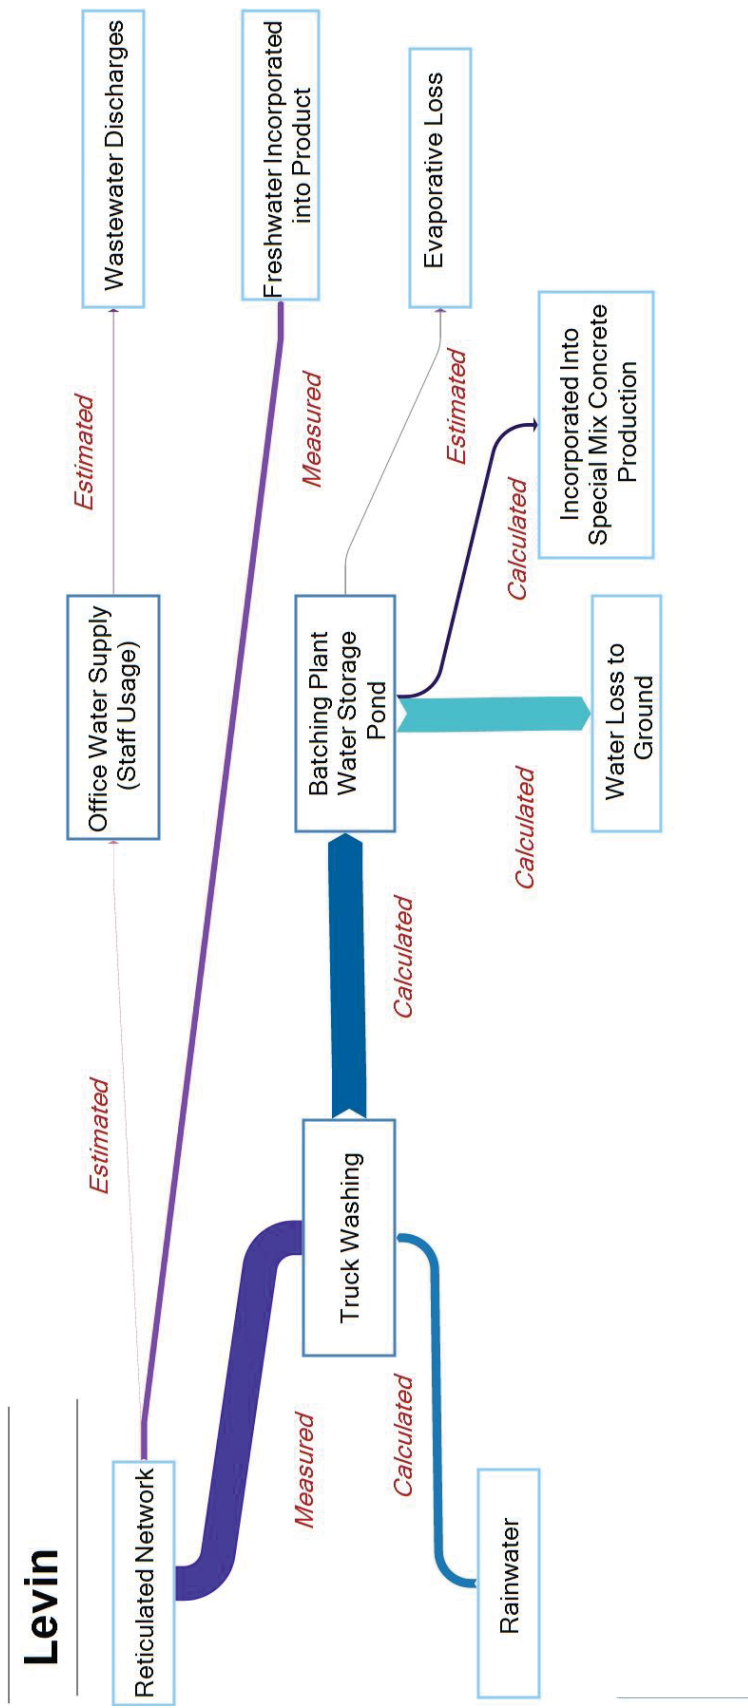 Levin
Reticulated Network
Estimated
Office Water Supply
(Staff Usage)
Estimated
Wastewater Discharges
Measured
Freshwater Incorporated
into Product
Measured
Truck Washing
Calculated
Batching Plant
Water Storage
Pond
Estimated
Evaporative Loss
Calculated
Rainwater
Calculated
Incorporated Into
Special Mix Concrete
Production
Calculated
Water Loss to
Ground